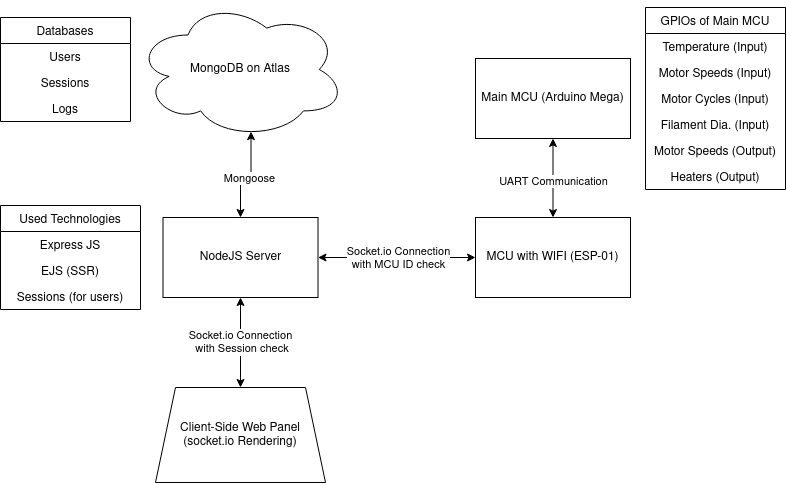 Databases
Users
Sessions
Logs
MongoDB on Atlas
Main MCU (Arduino Mega)
GPIOs of Main MCU
Temperature (Input)
Motor Speeds (Input)
Motor Cycles (Input)
Filament Dia. (Input)
Motor Speeds (Output)
Heaters (Output)
Mongoose
UART Communication
Used Technologies
Express JS
EJS (SSR)
Sessions (for users)
NodeJS Server
Socket.io Connection
with MCU ID check
MCU with WIFI (ESP-01)
Socket.io Connection
with Session check
Client-Side Web Panel
(socket.io Rendering)